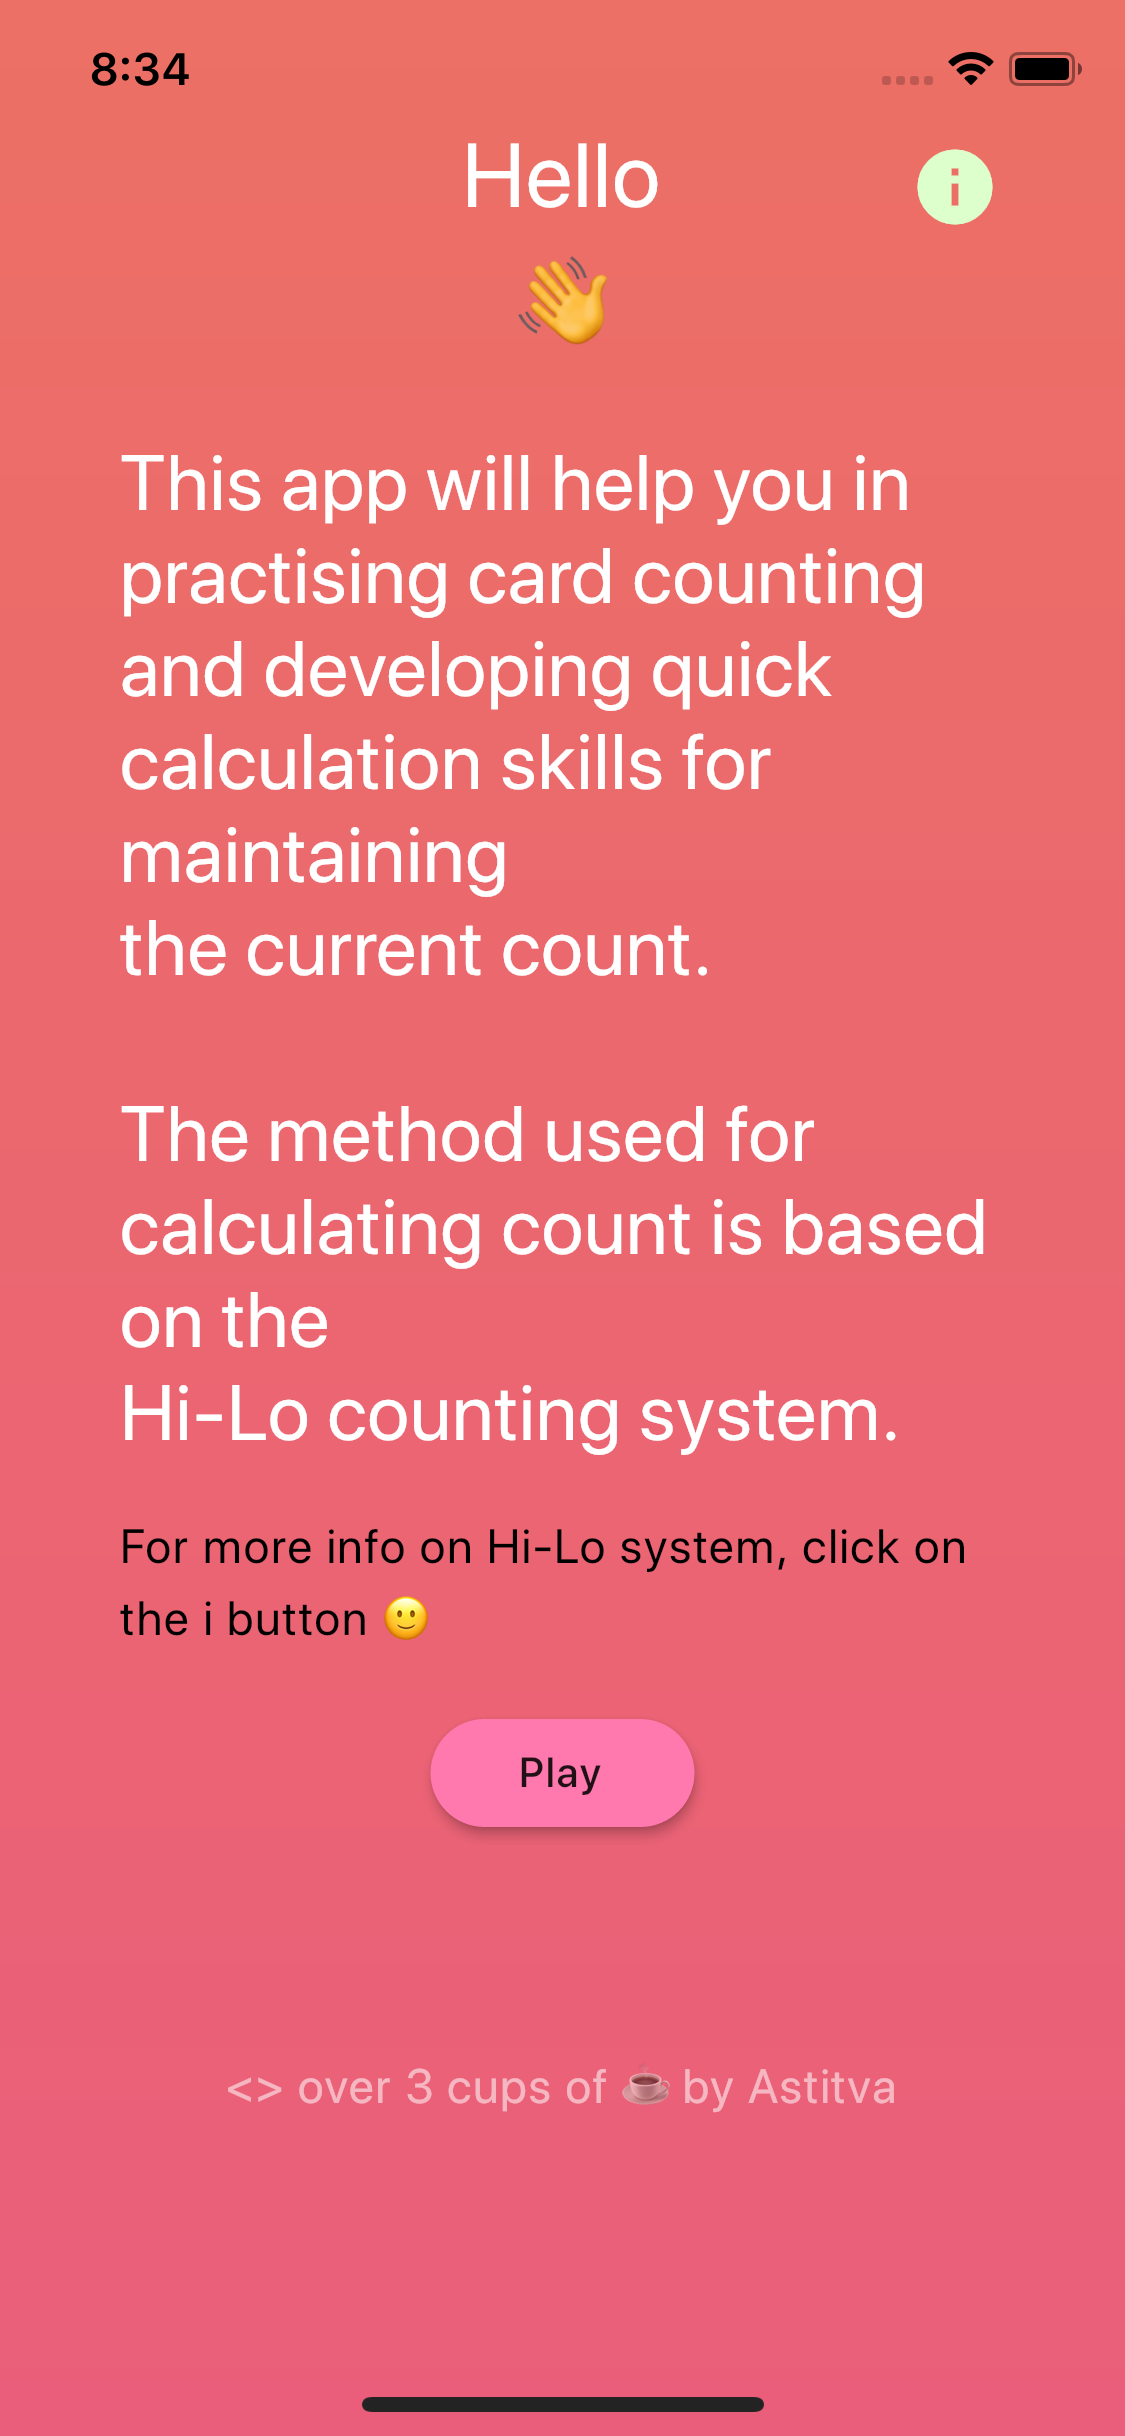 8:34
Hello
i
👋
This app will help you in
practising card counting
and developing quick
calculation skills for
maintaining
the current count.
The method used for
calculating count is based
on the
Hi-Lo counting system.
For more info on Hi-Lo system, click on
the i button 🙂
Play
<> over 3 cups of ☕ by Astitva